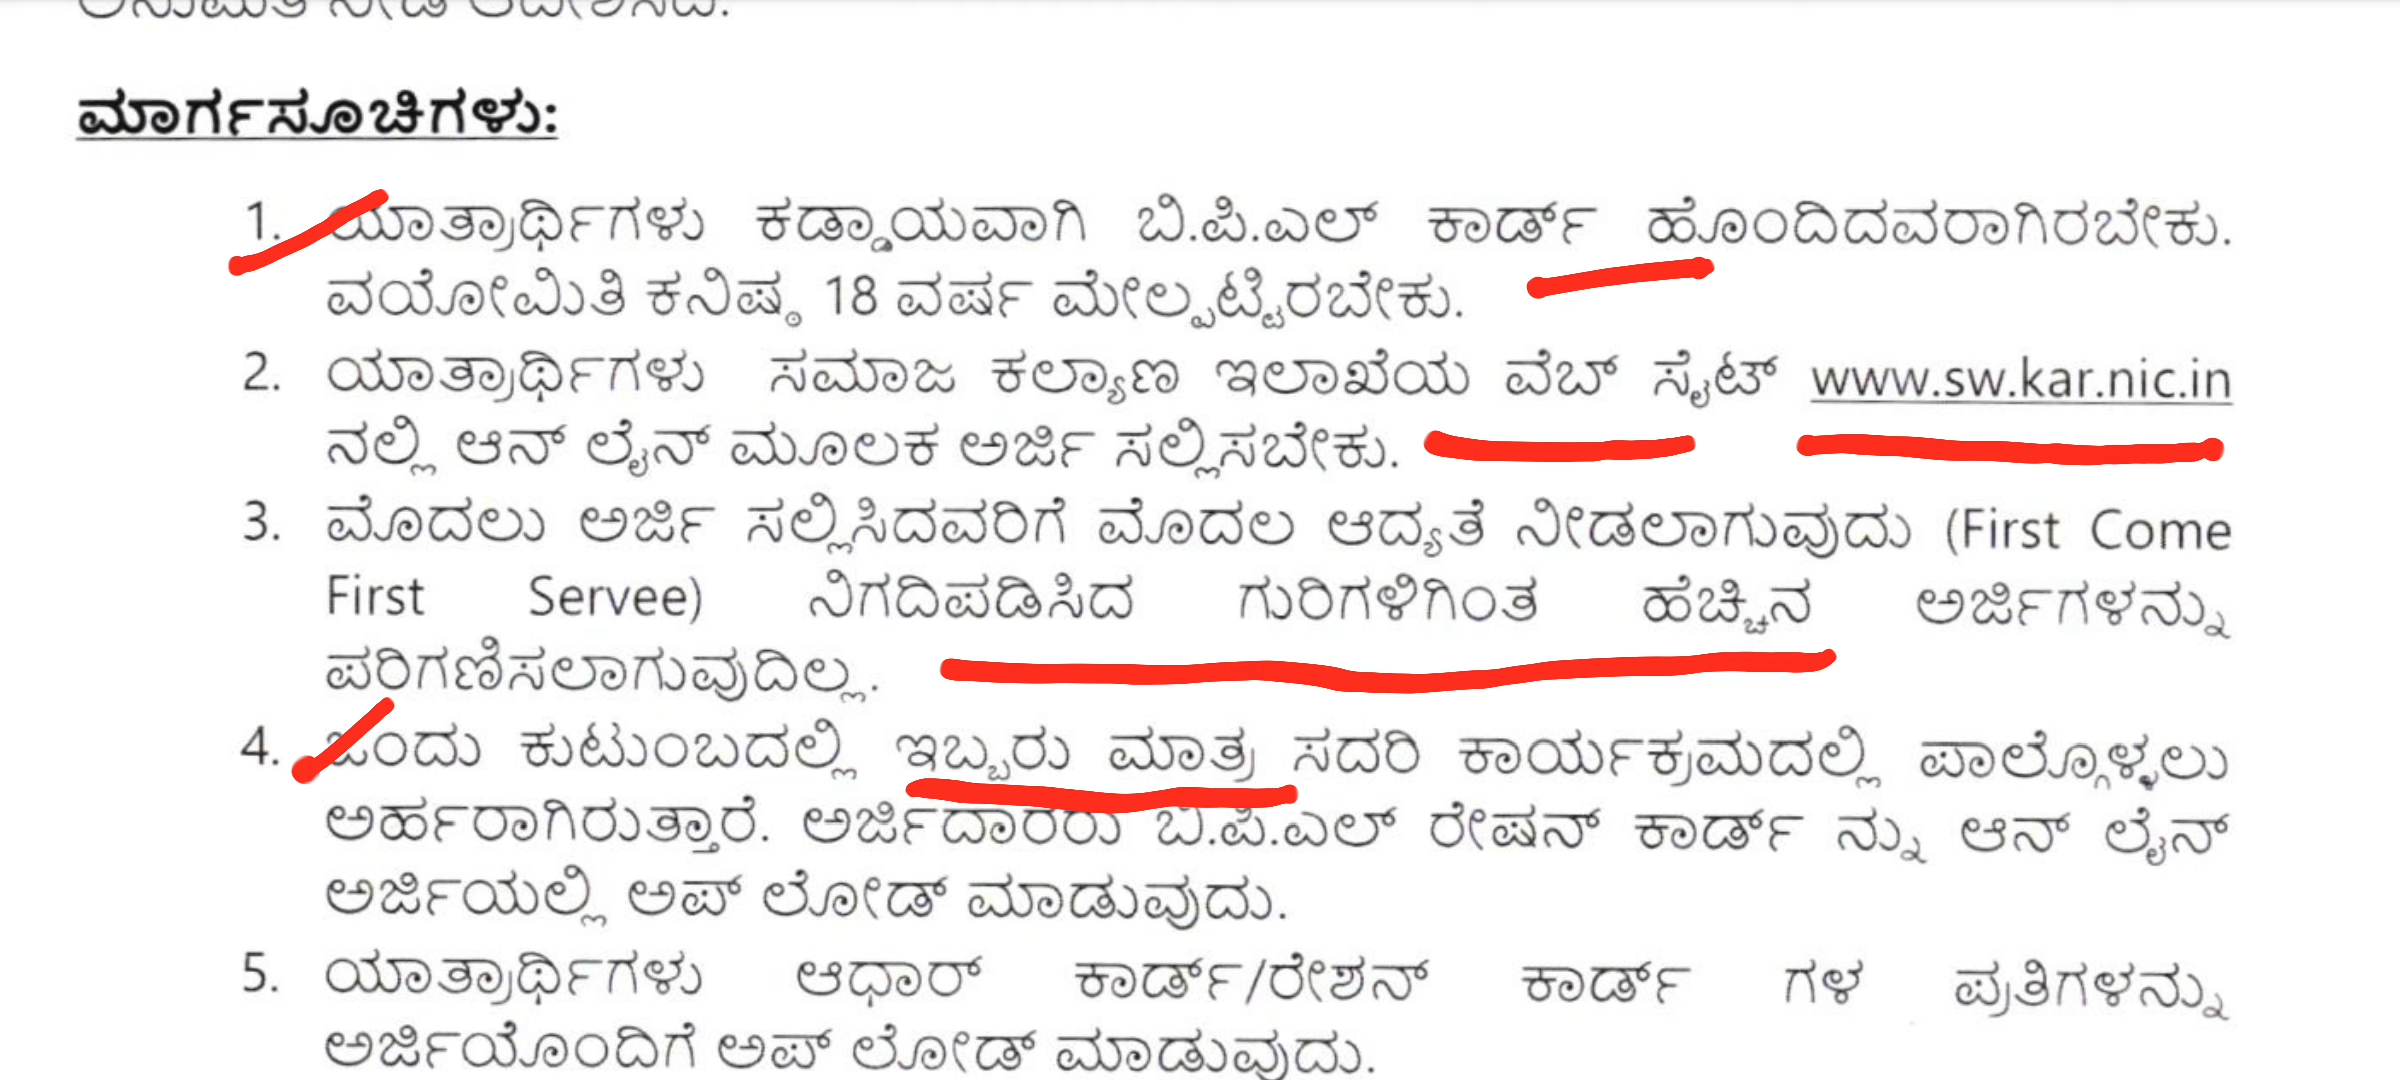 ಅನುಮತಿ ನೀಡಿ ಆದೇಶಿಸಿದೆ.
ಮಾರ್ಗಸೂಚಿಗಳು:
1. ಯಾತ್ರಾರ್ಥಿಗಳು ಕಡ್ಡಾಯವಾಗಿ ಬಿ.ಪಿ.ಎಲ್ ಕಾರ್ಡ್ ಹೊಂದಿದವರಾಗಿರಬೇಕು.
ವಯೋಮಿತಿ ಕನಿಷ್ಠ 18 ವರ್ಷ ಮೇಲ್ಪಟ್ಟಿರಬೇಕು.
2. ಯಾತ್ರಾರ್ಥಿಗಳು ಸಮಾಜ ಕಲ್ಯಾಣ ಇಲಾಖೆಯ ವೆಬ್ ಸೈಟ್ www.sw.kar.nic.in
ನಲ್ಲಿ ಆನ್ ಲೈನ್ ಮೂಲಕ ಅರ್ಜಿ ಸಲ್ಲಿಸಬೇಕು.
3. ಮೊದಲು ಅರ್ಜಿ ಸಲ್ಲಿಸಿದವರಿಗೆ ಮೊದಲ ಆದ್ಯತೆ ನೀಡಲಾಗುವುದು (First Come
First Servee) ನಿಗದಿಪಡಿಸಿದ ಗುರಿಗಳಿಗಿಂತ ಹೆಚ್ಚಿನ ಅರ್ಜಿಗಳನ್ನು
ಪರಿಗಣಿಸಲಾಗುವುದಿಲ್ಲ.
4. ಒಂದು ಕುಟುಂಬದಲ್ಲಿ ಇಬ್ಬರು ಮಾತ್ರ ಸದರಿ ಕಾರ್ಯಕ್ರಮದಲ್ಲಿ ಪಾಲ್ಗೊಳ್ಳಲು
ಅರ್ಹರಾಗಿರುತ್ತಾರೆ. ಅರ್ಜಿದಾರರು ಬಿ.ಪಿ.ಎಲ್ ರೇಷನ್ ಕಾರ್ಡ್ ನ್ನು ಆನ್ ಲೈನ್
ಅರ್ಜಿಯಲ್ಲಿ ಅಪ್ ಲೋಡ್ ಮಾಡುವುದು.
5. ಯಾತ್ರಾರ್ಥಿಗಳು ಆಧಾರ್ ಕಾರ್ಡ್/ರೇಶನ್ ಕಾರ್ಡ್ ಗಳ ಪ್ರತಿಗಳನ್ನು
ಅರ್ಜಿಯೊಂದಿಗೆ ಅಪ್ ಲೋಡ್ ಮಾಡುವುದು.